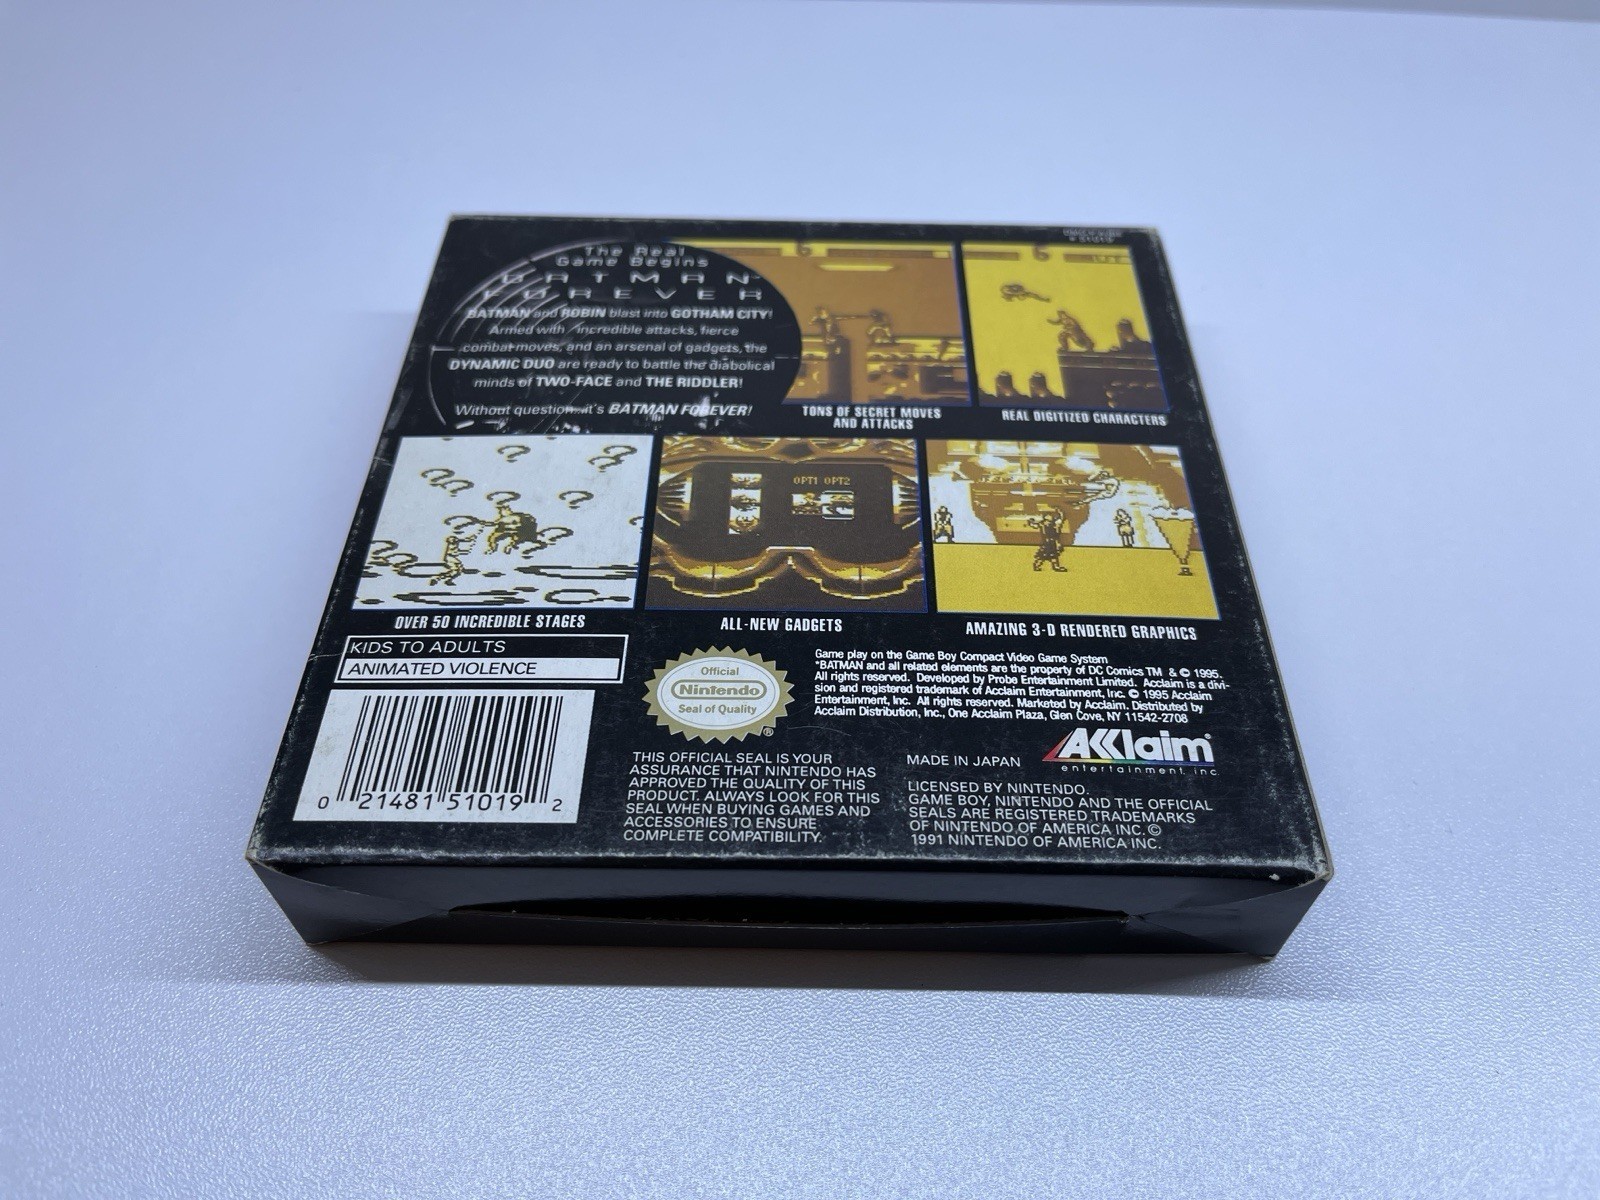 The Real
Game Begins
BATMAN
FOREVER
BATMAN and ROBIN blast into GOTHAM CITY!
Armed with incredible attacks, fierce
combat moves, and an arsenal of gadgets, the
DYNAMIC DUO are ready to battle the diabolical
minds of TWO-FACE and THE RIDDLER!
Without question...it's BATMAN FOREVER!
TONS OF SECRET MOVES
AND ATTACKS
REAL DIGITIZED CHARACTERS
OPT1 OPT2
OVER 50 INCREDIBLE STAGES
ALL-NEW GADGETS
AMAZING 3-D RENDERED GRAPHICS
KIDS TO ADULTS
ANIMATED VIOLENCE
0 21481 51019 2
Official
Nintendo
Seal of Quality
®
THIS OFFICIAL SEAL IS YOUR
ASSURANCE THAT NINTENDO HAS
APPROVED THE QUALITY OF THIS
PRODUCT. ALWAYS LOOK FOR THIS
SEAL WHEN BUYING GAMES AND
ACCESSORIES TO ENSURE
COMPLETE COMPATIBILITY.
Game play on the Game Boy Compact Video Game System
*BATMAN and all related elements are the property of DC Comics TM & © 1995.
All rights reserved. Developed by Probe Entertainment Limited. Acclaim is a divi-
sion and registered trademark of Acclaim Entertainment, Inc. © 1995 Acclaim
Entertainment, Inc. All rights reserved. Marketed by Acclaim. Distributed by
Acclaim Distribution, Inc., One Acclaim Plaza, Glen Cove, NY 11542-2708
MADE IN JAPAN
AKKlaim®
entertainment, inc.
LICENSED BY NINTENDO.
GAME BOY, NINTENDO AND THE OFFICIAL
SEALS ARE REGISTERED TRADEMARKS
OF NINTENDO OF AMERICA INC. ©
1991 NINTENDO OF AMERICA INC.